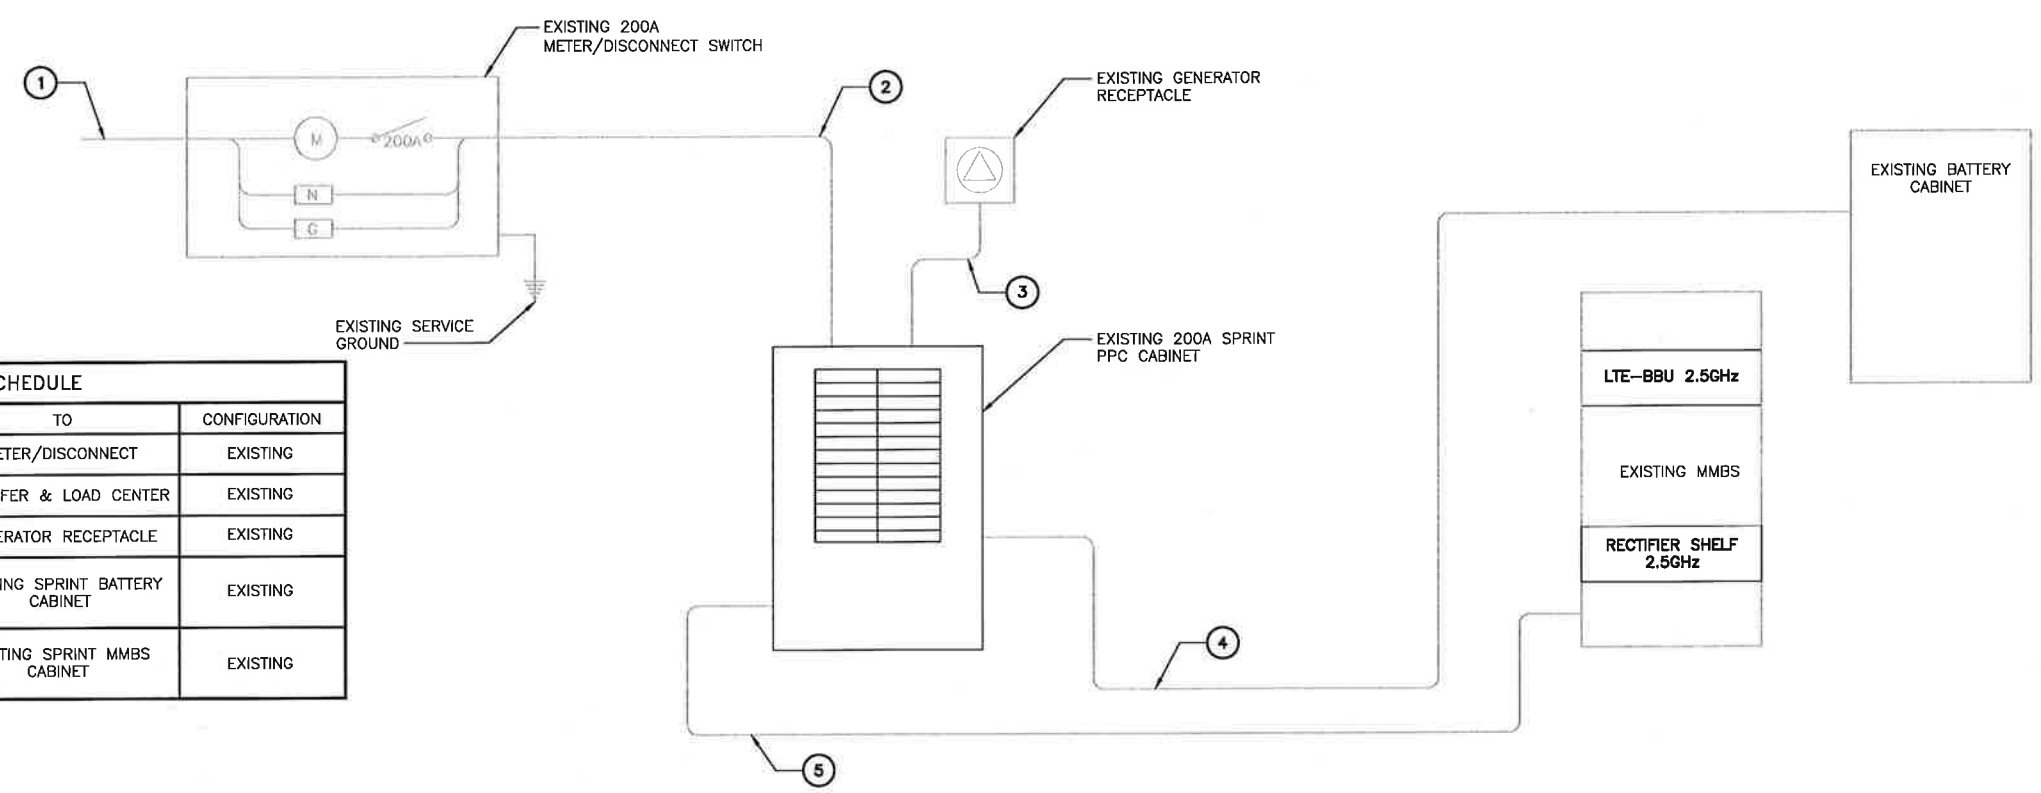 EXISTING 200A
METER/DISCONNECT SWITCH
1
2
EXISTING GENERATOR
RECEPTACLE
M
200A
N
G
EXISTING BATTERY
CABINET
3
EXISTING SERVICE
GROUND
EXISTING 200A SPRINT
PPC CABINET
LTE-BBU 2.5GHz
EXISTING MMBS
RECTIFIER SHELF
2.5GHz
4
5
CHEDULE
TO CONFIGURATION
ETER/DISCONNECT EXISTING
FER & LOAD CENTER EXISTING
ERATOR RECEPTACLE EXISTING
ING SPRINT BATTERY
CABINET EXISTING
TING SPRINT MMBS
CABINET EXISTING